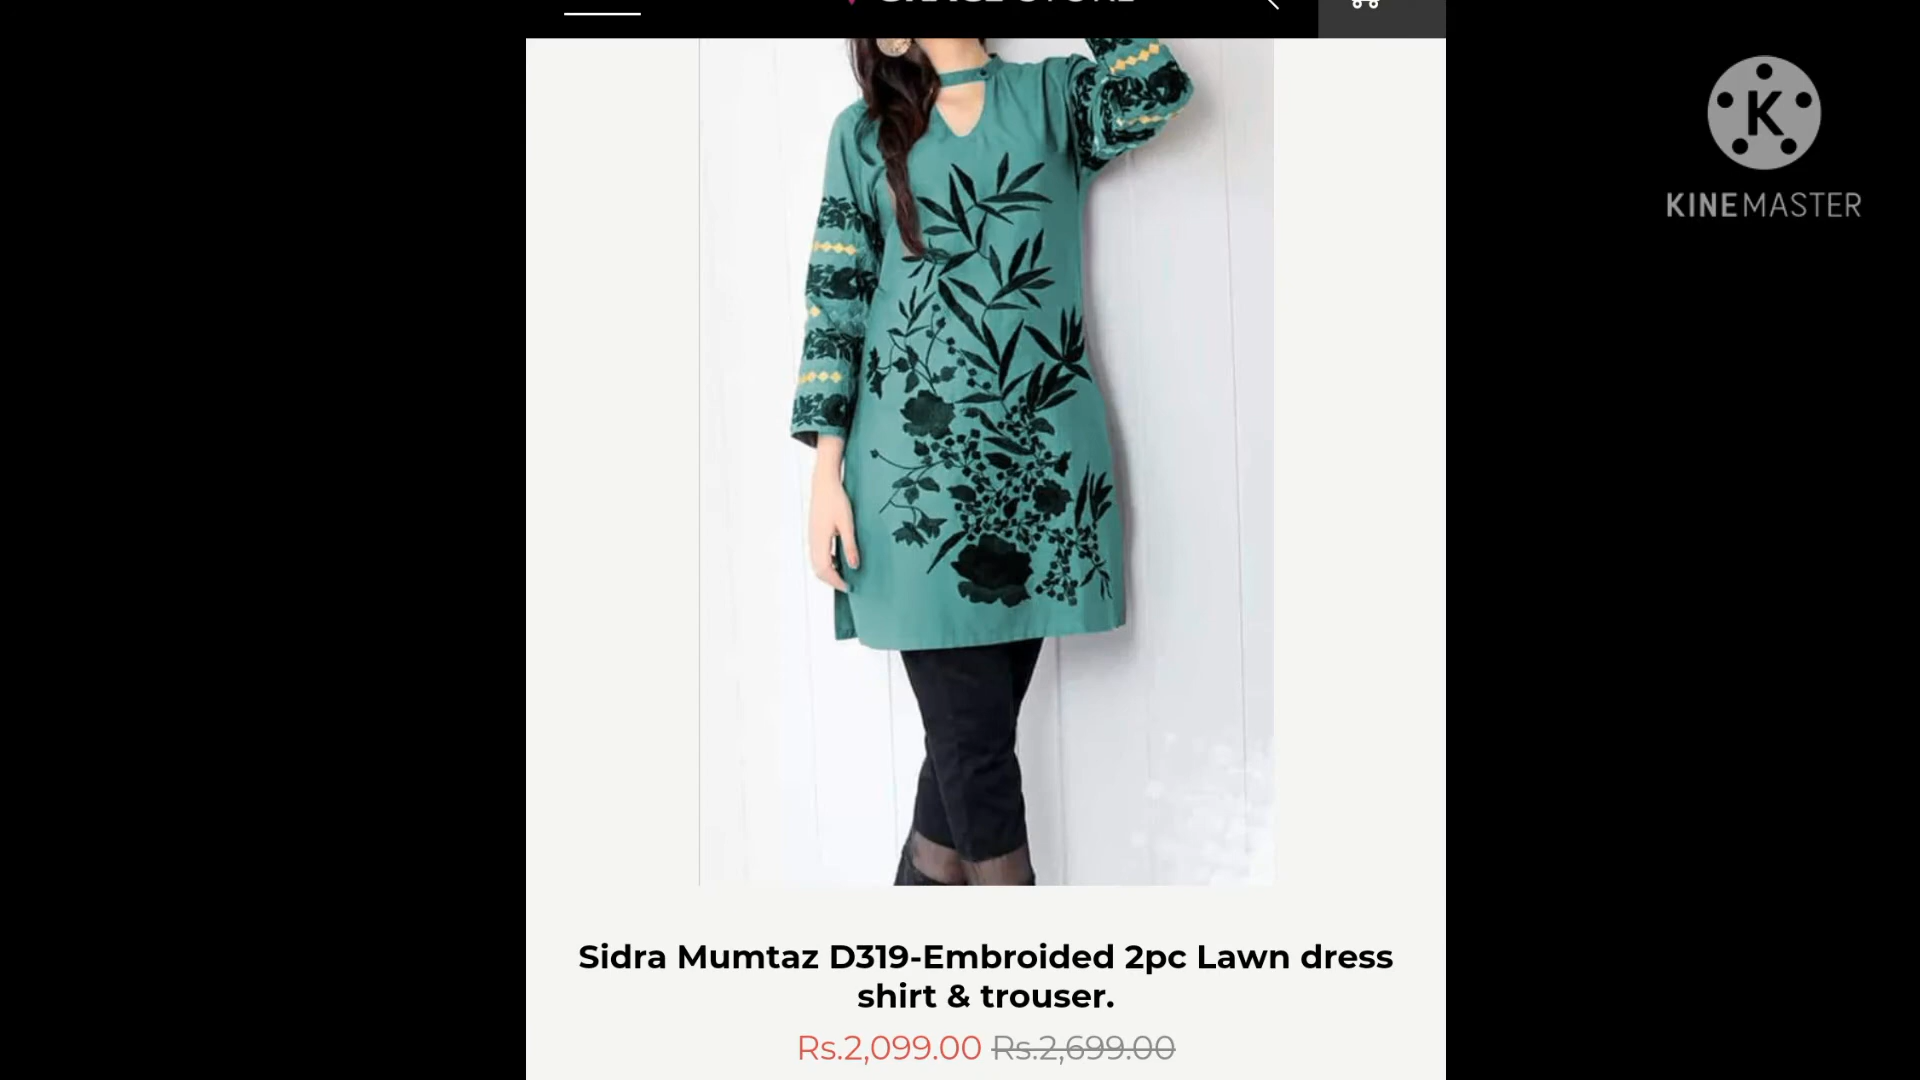 KINEMASTER
Sidra Mumtaz D319-Embroided 2pc Lawn dress
shirt & trouser.
Rs.2,099.00 Rs.2,699.00